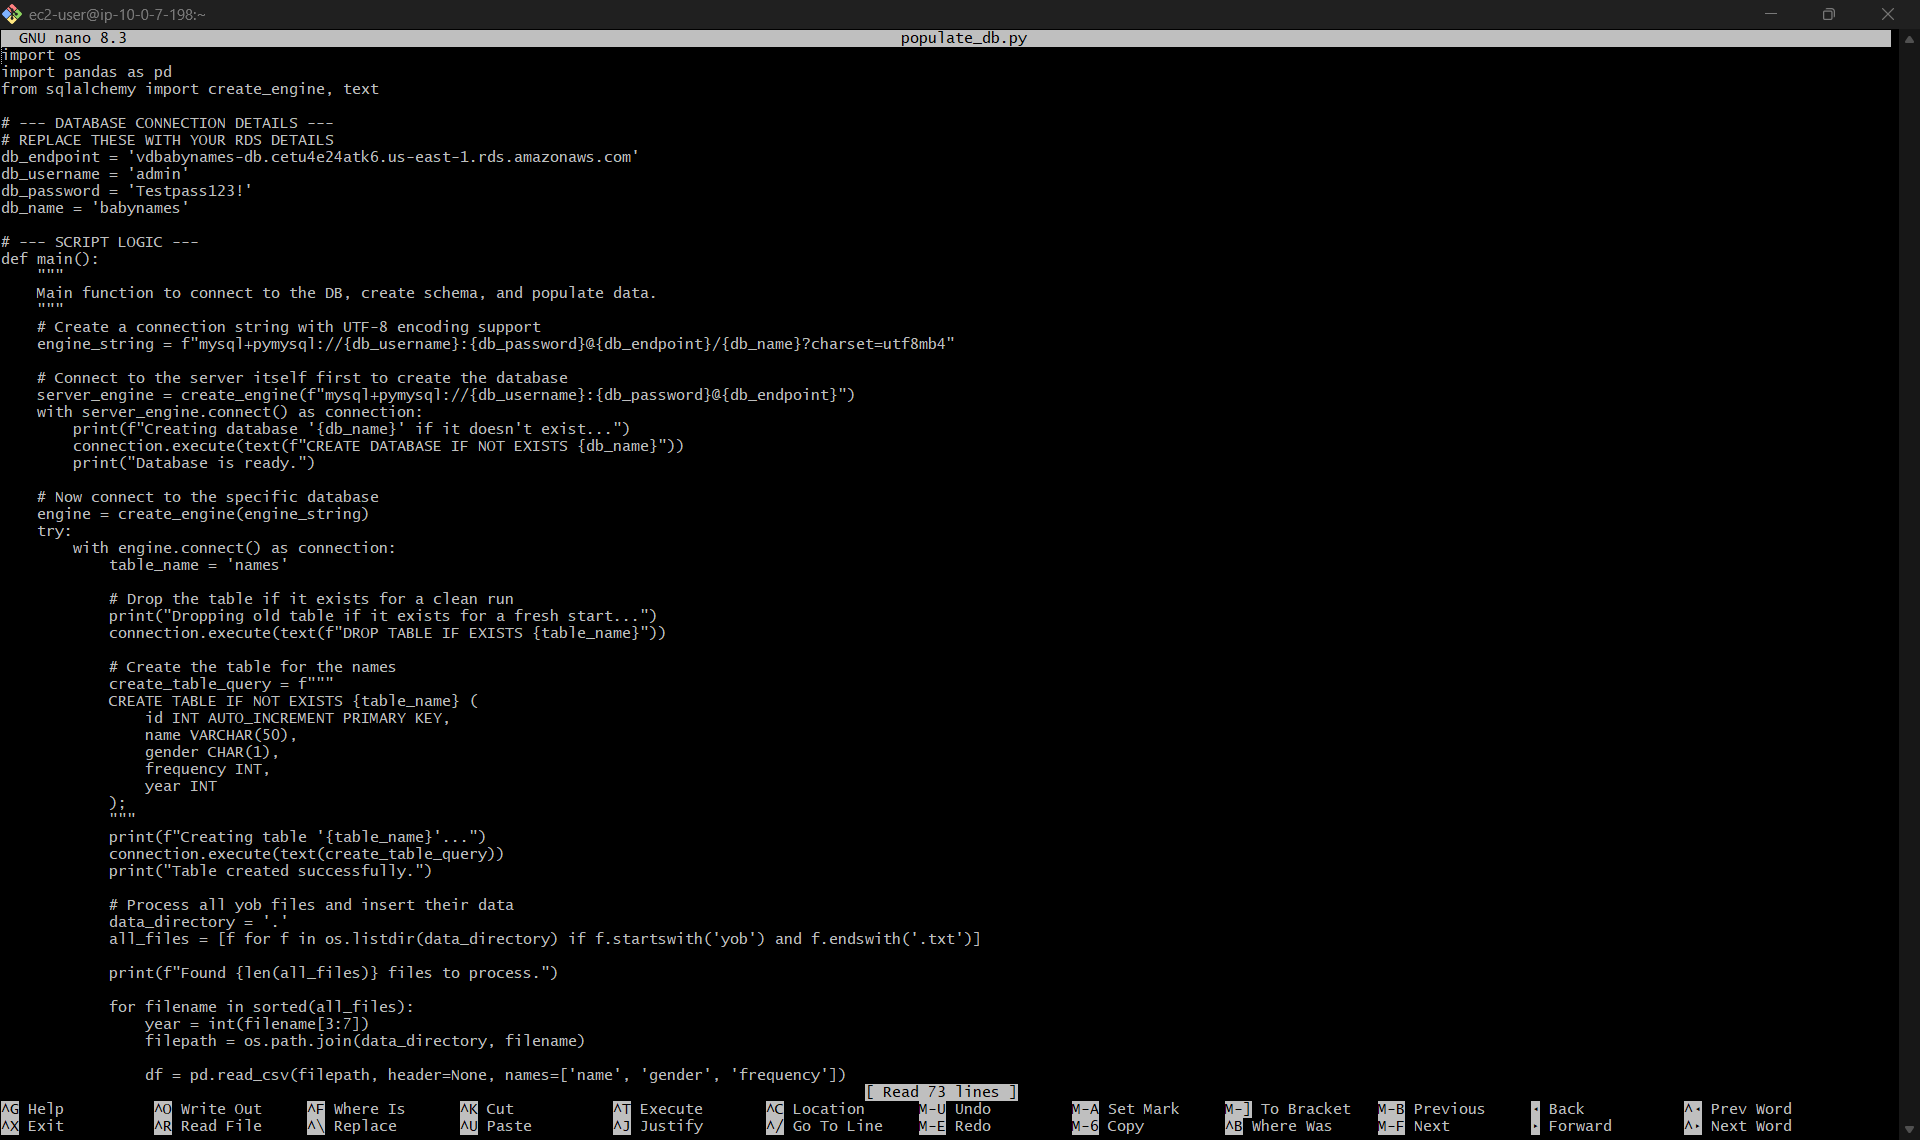 ec2-user@ip-10-0-7-198:~
GNU nano 8.3 populate_db.py
import os
import pandas as pd
from sqlalchemy import create_engine, text

# --- DATABASE CONNECTION DETAILS ---
# REPLACE THESE WITH YOUR RDS DETAILS
db_endpoint = 'vdbabynames-db.cetu4e24atk6.us-east-1.rds.amazonaws.com'
db_username = 'admin'
db_password = 'Testpass123!'
db_name = 'babynames'

# --- SCRIPT LOGIC ---
def main():
    """
    Main function to connect to the DB, create schema, and populate data.
    """
    # Create a connection string with UTF-8 encoding support
    engine_string = f"mysql+pymysql://{db_username}:{db_password}@{db_endpoint}/{db_name}?charset=utf8mb4"

    # Connect to the server itself first to create the database
    server_engine = create_engine(f"mysql+pymysql://{db_username}:{db_password}@{db_endpoint}")
    with server_engine.connect() as connection:
        print(f"Creating database '{db_name}' if it doesn't exist...")
        connection.execute(text(f"CREATE DATABASE IF NOT EXISTS {db_name}"))
        print("Database is ready.")

    # Now connect to the specific database
    engine = create_engine(engine_string)
    try:
        with engine.connect() as connection:
            table_name = 'names'

            # Drop the table if it exists for a clean run
            print("Dropping old table if it exists for a fresh start...")
            connection.execute(text(f"DROP TABLE IF EXISTS {table_name}"))

            # Create the table for the names
            create_table_query = f"""
            CREATE TABLE IF NOT EXISTS {table_name} (
                id INT AUTO_INCREMENT PRIMARY KEY,
                name VARCHAR(50),
                gender CHAR(1),
                frequency INT,
                year INT
            );
            """
            print(f"Creating table '{table_name}'...")
            connection.execute(text(create_table_query))
            print("Table created successfully.")

            # Process all yob files and insert their data
            data_directory = '.'
            all_files = [f for f in os.listdir(data_directory) if f.startswith('yob') and f.endswith('.txt')]

            print(f"Found {len(all_files)} files to process.")

            for filename in sorted(all_files):
                year = int(filename[3:7])
                filepath = os.path.join(data_directory, filename)

                df = pd.read_csv(filepath, header=None, names=['name', 'gender', 'frequency'])
[ Read 73 lines ]
^G Help ^O Write Out ^F Where Is ^K Cut ^T Execute ^C Location M-U Undo M-A Set Mark M-] To Bracket M-B Previous ◂ Back ^◂ Prev Word
^X Exit ^R Read File ^\ Replace ^U Paste ^J Justify ^/ Go To Line M-E Redo M-6 Copy ^B Where Was M-F Next ▸ Forward ^▸ Next Word